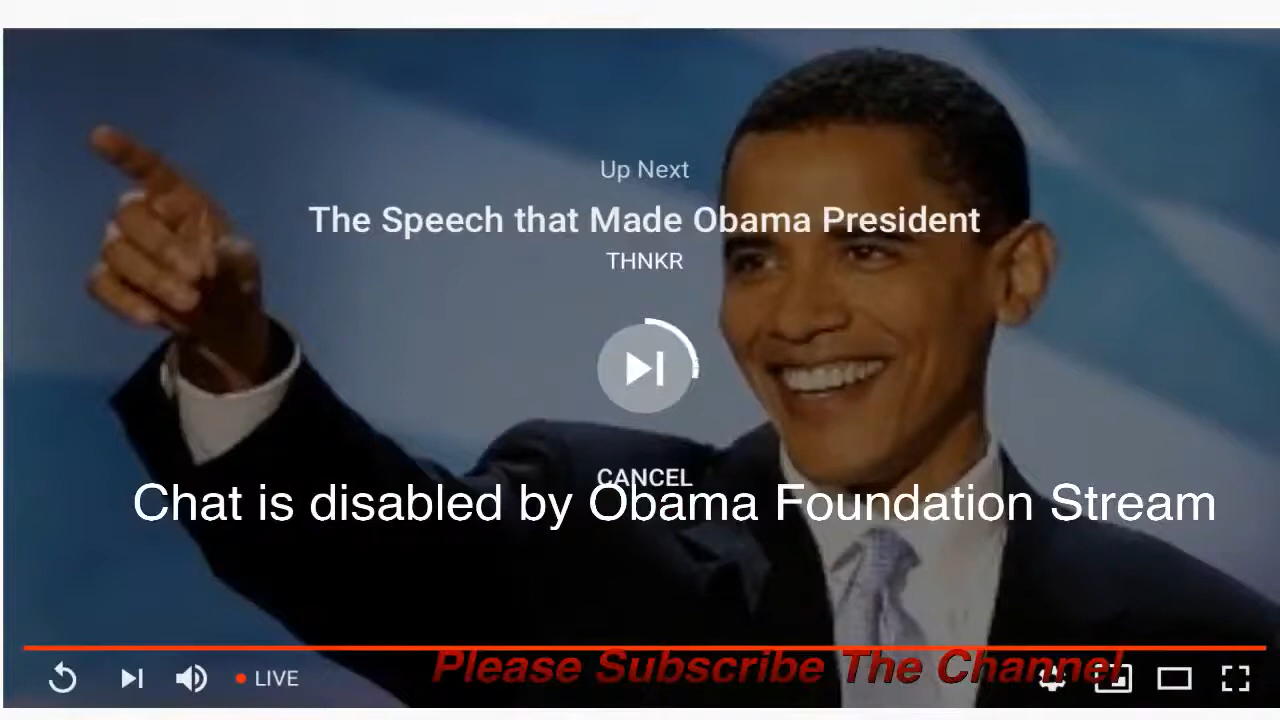 Up Next
The Speech that Made Obama President
THNKR
CANCEL
Chat is disabled by Obama Foundation Stream
LIVE
Please Subscribe The Channel